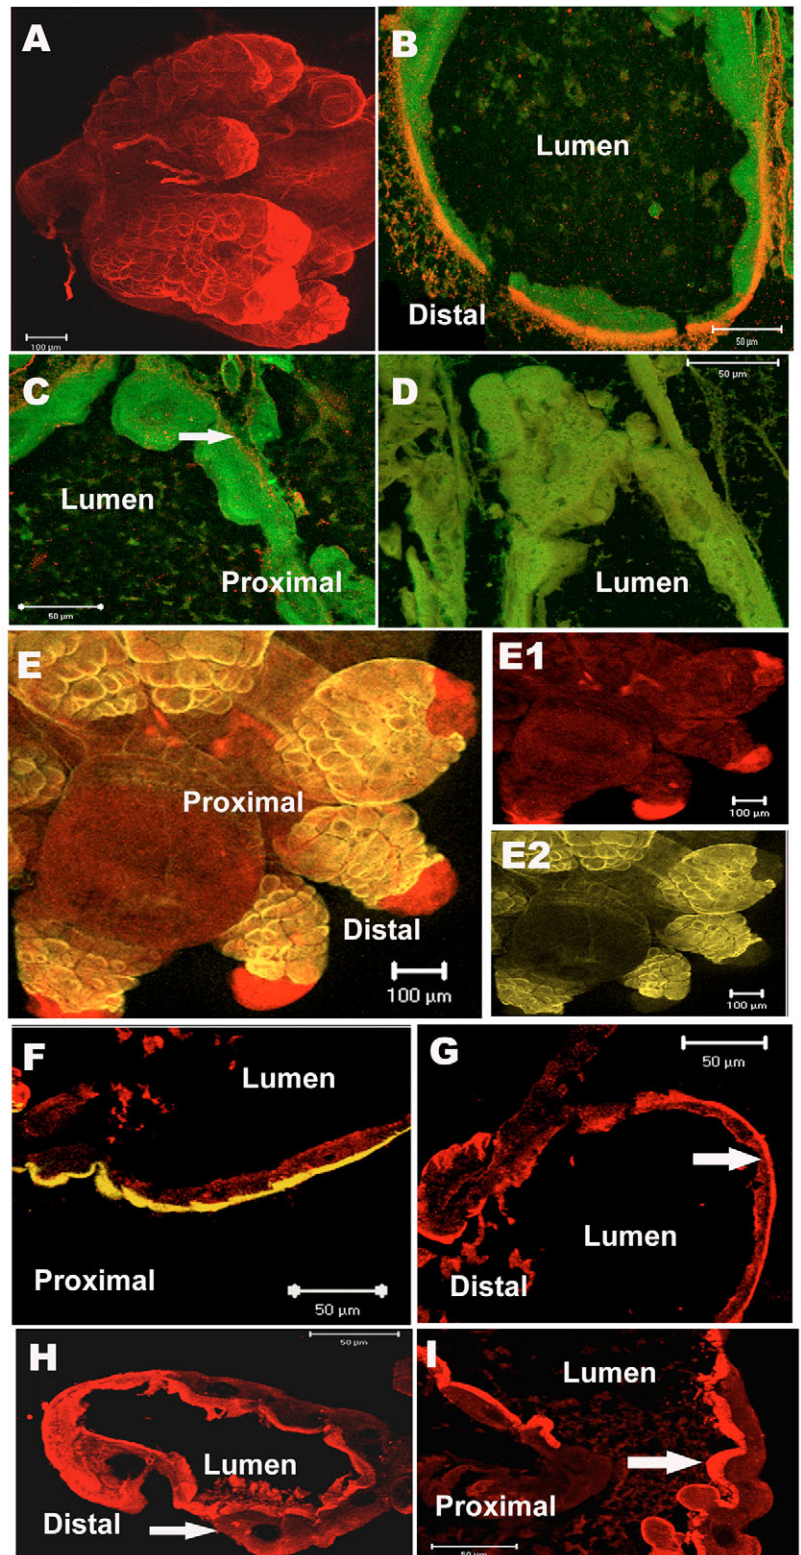 A
100 µm
B
Lumen
Distal
50 µm
C
Lumen
Proximal
50 µm
D
50 µm
Lumen
E
Proximal
Distal
100 µm
E1
100 µm
E2
100 µm
F
Lumen
Proximal
50 µm
G
50 µm
Lumen
Distal
H
50 µm
Lumen
Distal
I
Lumen
Proximal
50 µm